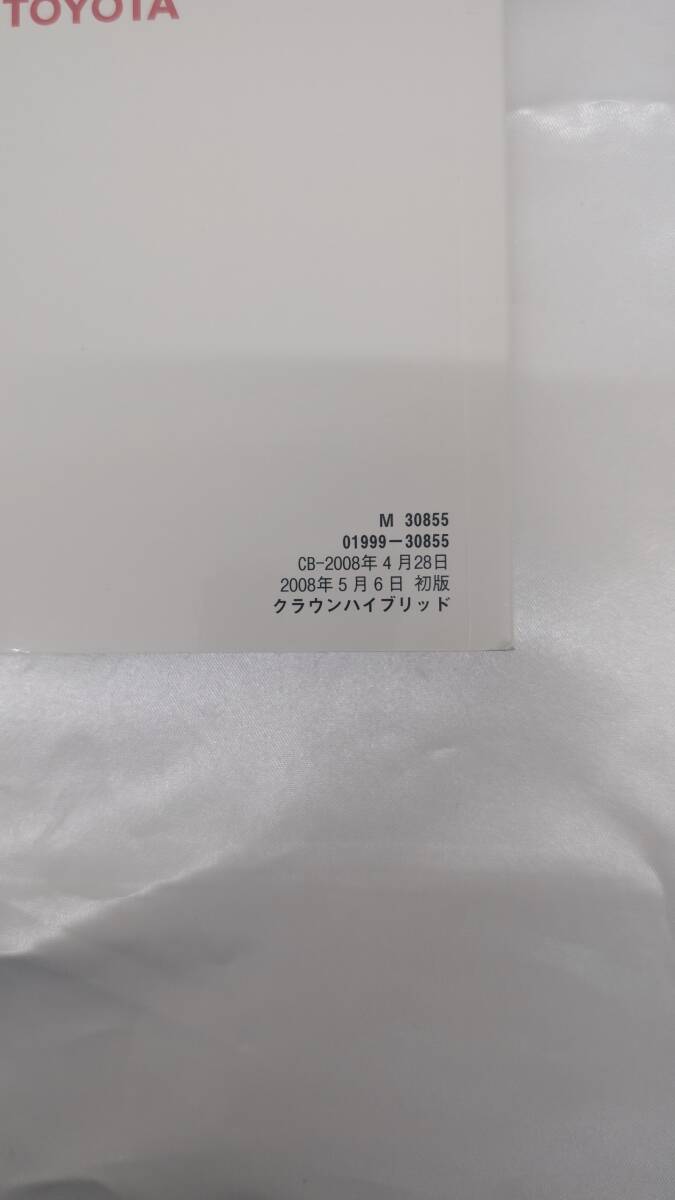 TOYOTA
M 30855
01999-30855
CB-2008年4月28日
2008年5月6日 初版
クラウンハイブリッド